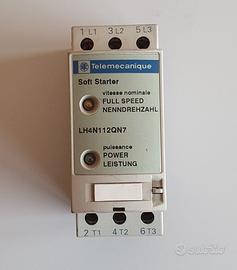 1 L1 3 L2 5 L3
Telemecanique
Soft Starter
vitesse nominale
FULL SPEED
NENNDREHZAHL
LH4N112QN7
puissance
POWER
LEISTUNG
2 T1 4 T2 6 T3
subito